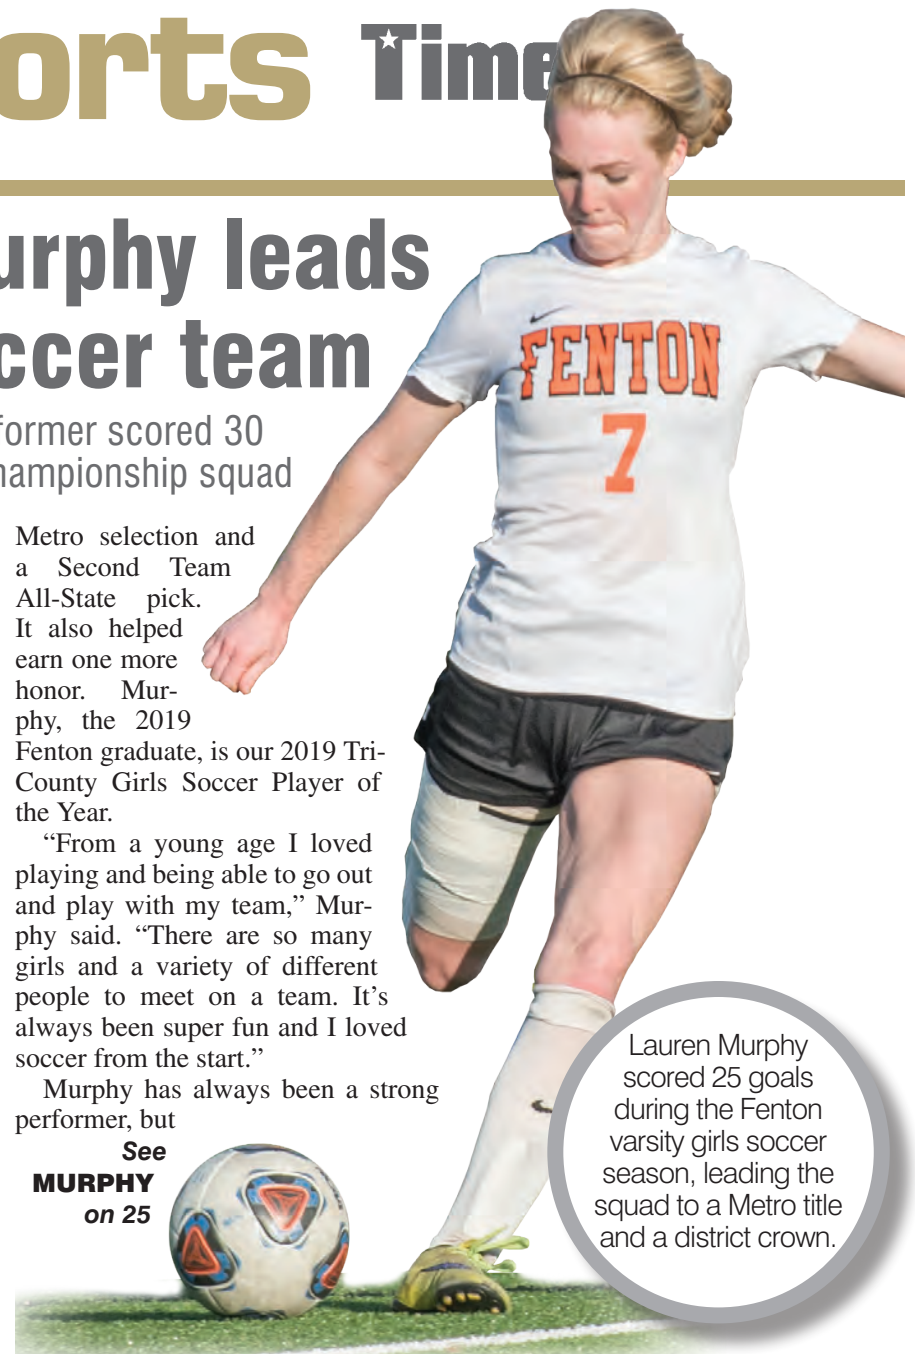 orts Time
urphy leads
ccer team
former scored 30
hampionship squad
Metro selection and
a Second Team
All-State pick.
It also helped
earn one more
honor. Mur-
phy, the 2019
Fenton graduate, is our 2019 Tri-
County Girls Soccer Player of
the Year.
“From a young age I loved
playing and being able to go out
and play with my team,” Mur-
phy said. “There are so many
girls and a variety of different
people to meet on a team. It’s
always been super fun and I loved
soccer from the start.”
Murphy has always been a strong
performer, but
See
MURPHY
on 25
FENTON
7
Lauren Murphy
scored 25 goals
during the Fenton
varsity girls soccer
season, leading the
squad to a Metro title
and a district crown.